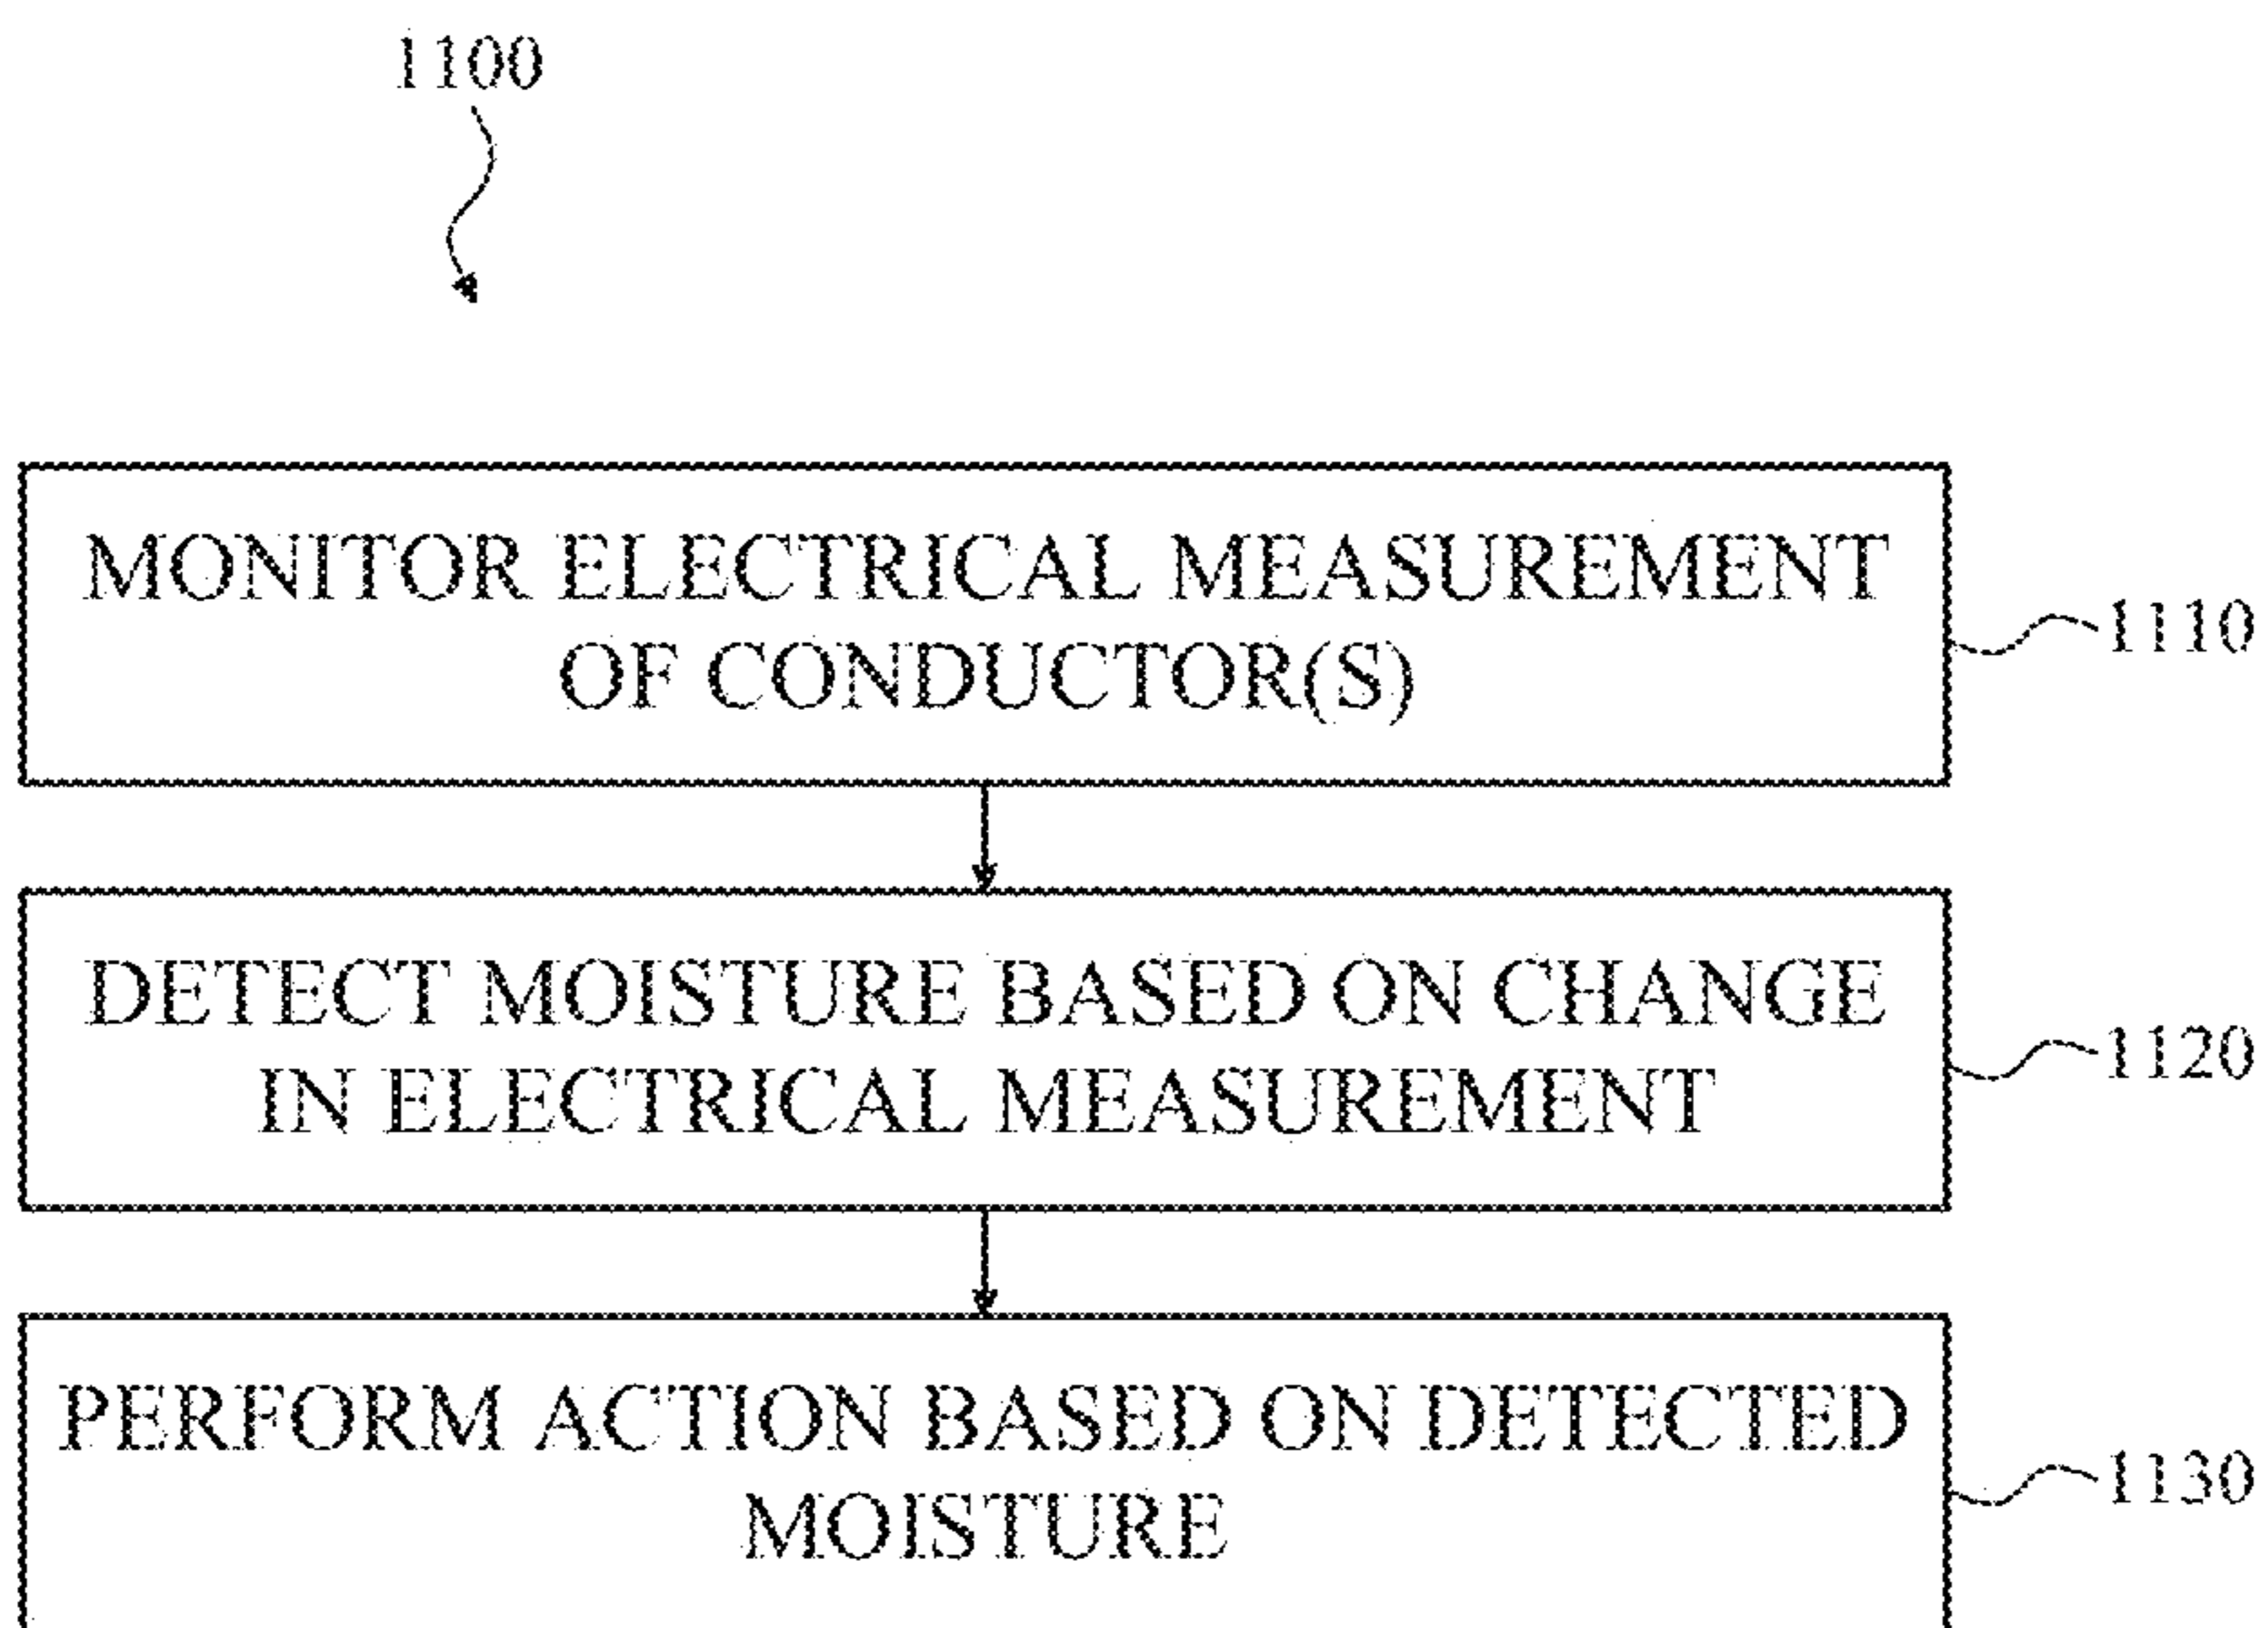 1100
MONITOR ELECTRICAL MEASUREMENT
OF CONDUCTOR(S)
1110
DETECT MOISTURE BASED ON CHANGE
IN ELECTRICAL MEASUREMENT
1120
PERFORM ACTION BASED ON DETECTED
MOISTURE
1130